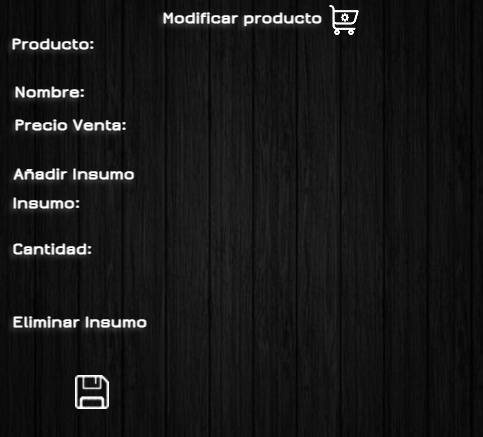 Modificar producto
Producto:
Nombre:
Precio Venta:
Añadir Insumo
Insumo:
Cantidad:
Eliminar Insumo